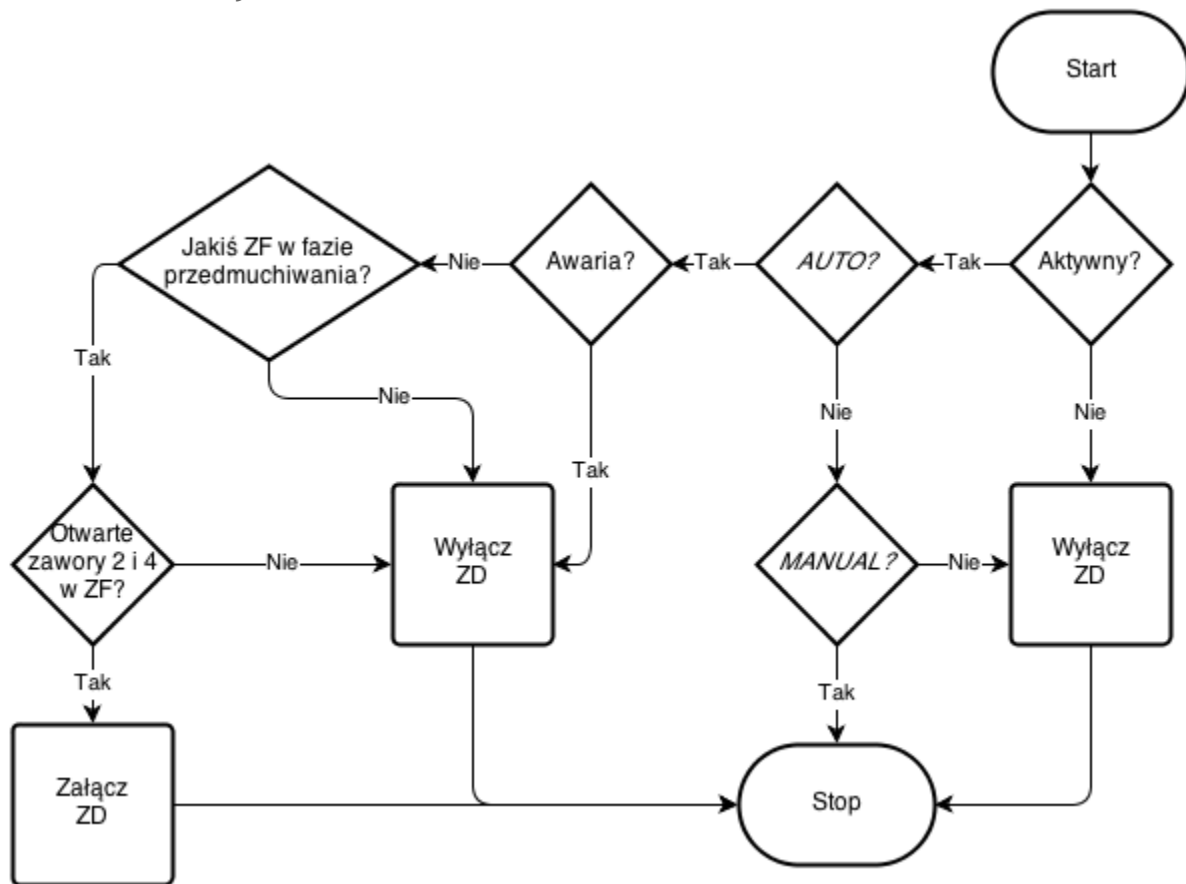 Start
Jakiś ZF w fazie
przedmuchiwania?
Nie
Awaria?
Tak
AUTO?
Tak
Aktywny?
Tak
Nie
Nie
Nie
Tak
Otwarte
zawory 2 i 4
w ZF?
Nie
Wyłącz
ZD
MANUAL?
Nie
Wyłącz
ZD
Tak
Tak
Załącz
ZD
Stop